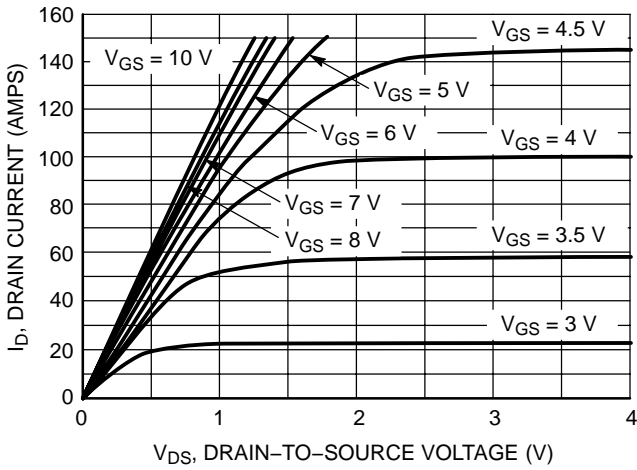 160
140
120
100
80
60
40
20
0
I_D, DRAIN CURRENT (AMPS)
V_GS = 10 V
V_GS = 4.5 V
V_GS = 5 V
V_GS = 6 V
V_GS = 4 V
V_GS = 7 V
V_GS = 8 V
V_GS = 3.5 V
V_GS = 3 V
0 1 2 3 4
V_DS, DRAIN–TO–SOURCE VOLTAGE (V)